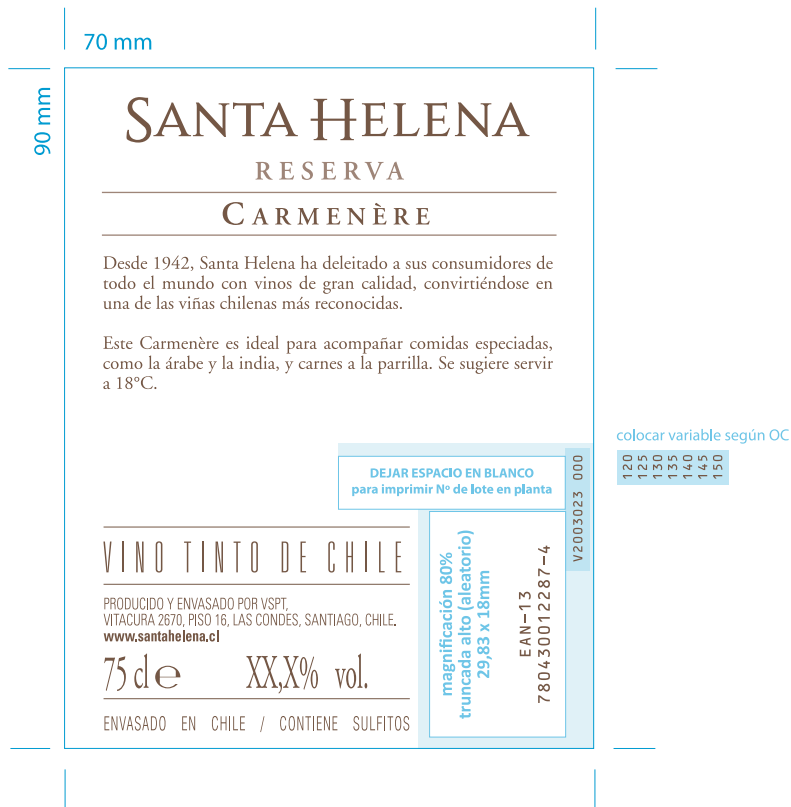 70 mm
90 mm
SANTA HELENA
RESERVA
CARMENÈRE
Desde 1942, Santa Helena ha deleitado a sus consumidores de
todo el mundo con vinos de gran calidad, convirtiéndose en
una de las viñas chilenas más reconocidas.
Este Carmenère es ideal para acompañar comidas especiadas,
como la árabe y la india, y carnes a la parrilla. Se sugiere servir
a 18°C.
colocar variable según OC
120
125
130
135
140
145
150
DEJAR ESPACIO EN BLANCO
para imprimir Nº de lote en planta
V2003023 000
VINO TINTO DE CHILE
PRODUCIDO Y ENVASADO POR VSPT,
VITACURA 2670, PISO 16, LAS CONDES, SANTIAGO, CHILE.
www.santahelena.cl
75 cl e XX,X% vol.
ENVASADO EN CHILE / CONTIENE SULFITOS
magnificación 80%
truncada alto (aleatorio)
29,83 x 18mm
EAN-13
780430012287-4